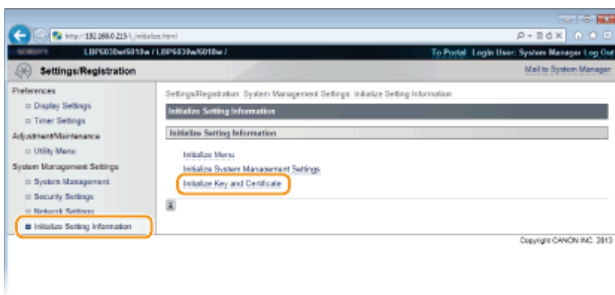 http://192.168.0.215/j_initialize.html
LBP6030w/6018w / LBP6030w/6018w /
To Portal Login User: System Manager Log Out
Settings/Registration
Mail to System Manager
Preferences
Display Settings
Timer Settings
Adjustment/Maintenance
Utility Menu
System Management Settings
System Management
Security Settings
Network Settings
Initialize Setting Information
Settings/Registration: System Management Settings: Initialize Setting Information
Initialize Setting Information
Initialize Setting Information
Initialize Menu
Initialize System Management Settings
Initialize Key and Certificate
Copyright CANON INC. 2013